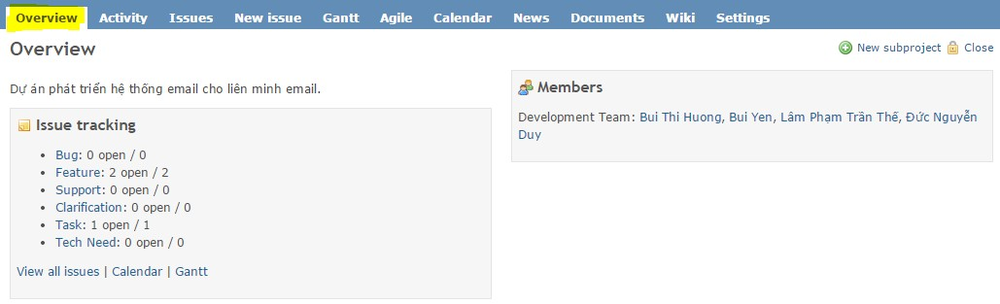 Overview Activity Issues New issue Gantt Agile Calendar News Documents Wiki Settings
Overview
New subproject Close
Dự án phát triển hệ thống email cho liên minh email.
Issue tracking
Bug: 0 open / 0
Feature: 2 open / 2
Support: 0 open / 0
Clarification: 0 open / 0
Task: 1 open / 1
Tech Need: 0 open / 0
View all issues | Calendar | Gantt
Members
Development Team: Bui Thi Huong, Bui Yen, Lâm Phạm Trần Thế, Đức Nguyễn
Duy